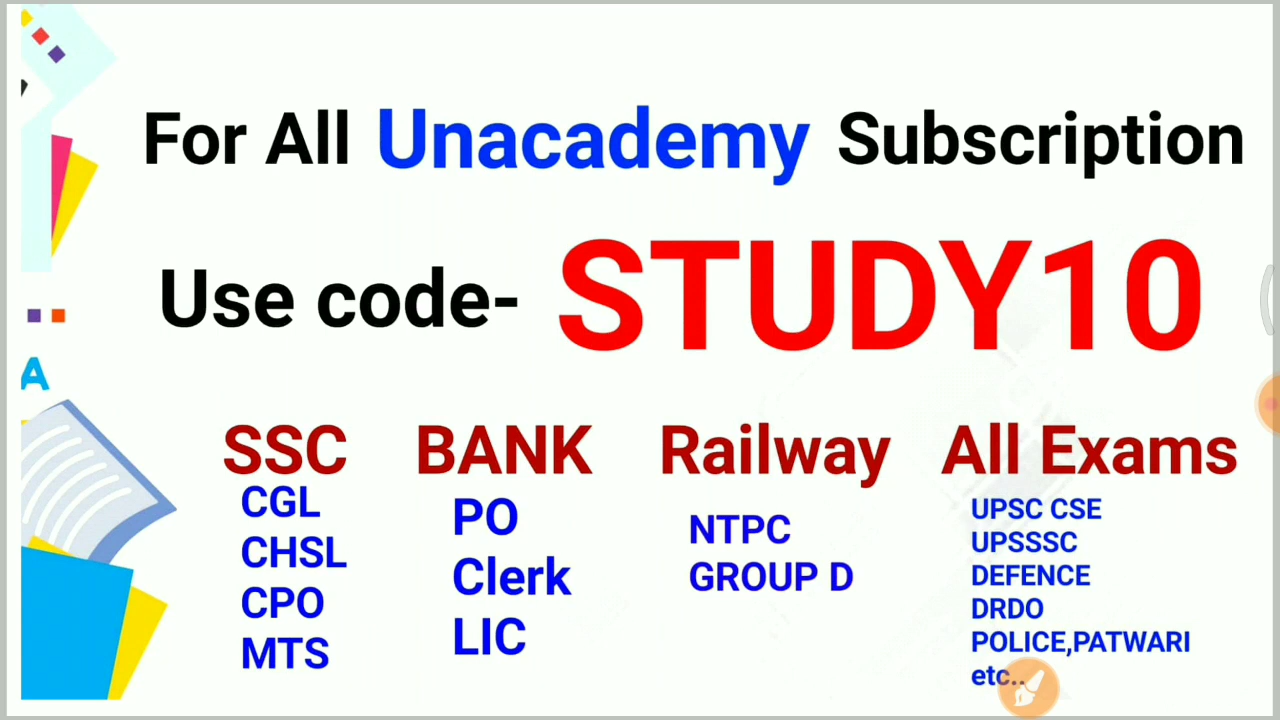 For All Unacademy Subscription
Use code- STUDY10
SSC
CGL
CHSL
CPO
MTS
BANK
PO
Clerk
LIC
Railway
NTPC
GROUP D
All Exams
UPSC CSE
UPSSSC
DEFENCE
DRDO
POLICE,PATWARI
etc..
A